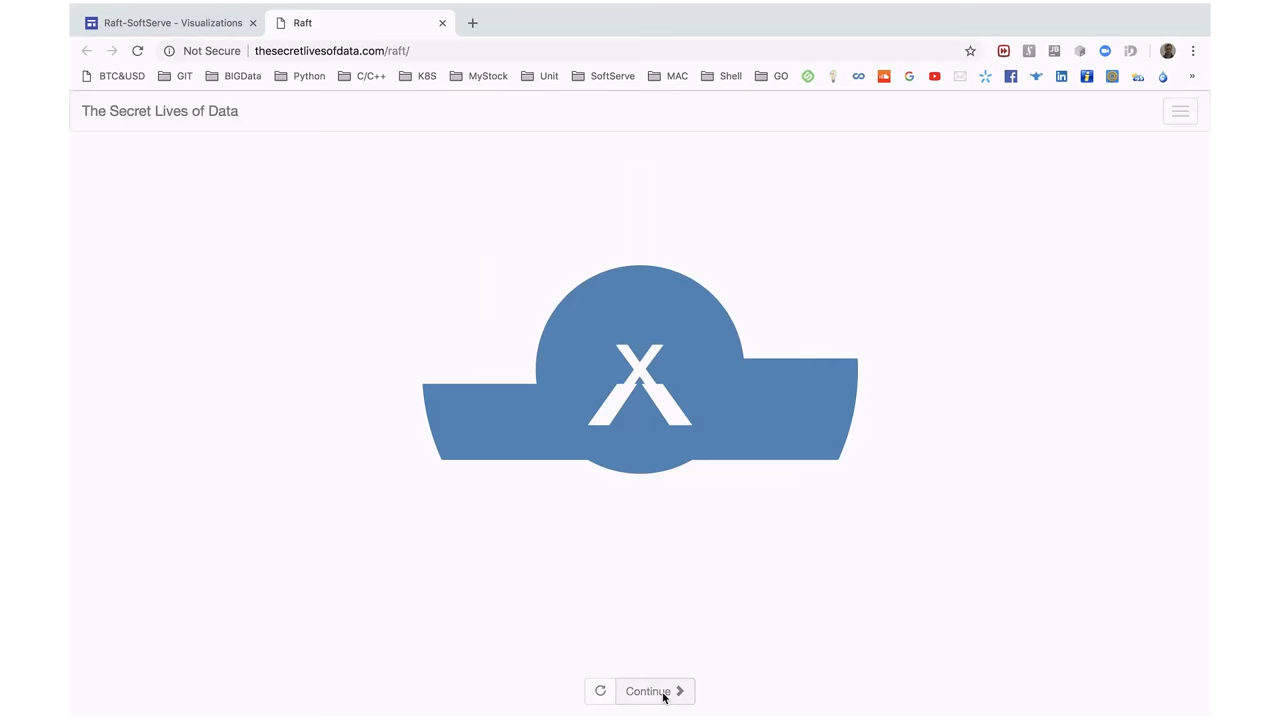 Raft-SoftServe - Visualizations
Raft
Not Secure
thesecretlivesofdata.com/raft/
BTC&USD
GIT
BIGData
Python
C/C++
K8S
MyStock
Unit
SoftServe
MAC
Shell
GO
»
The Secret Lives of Data
X
Continue